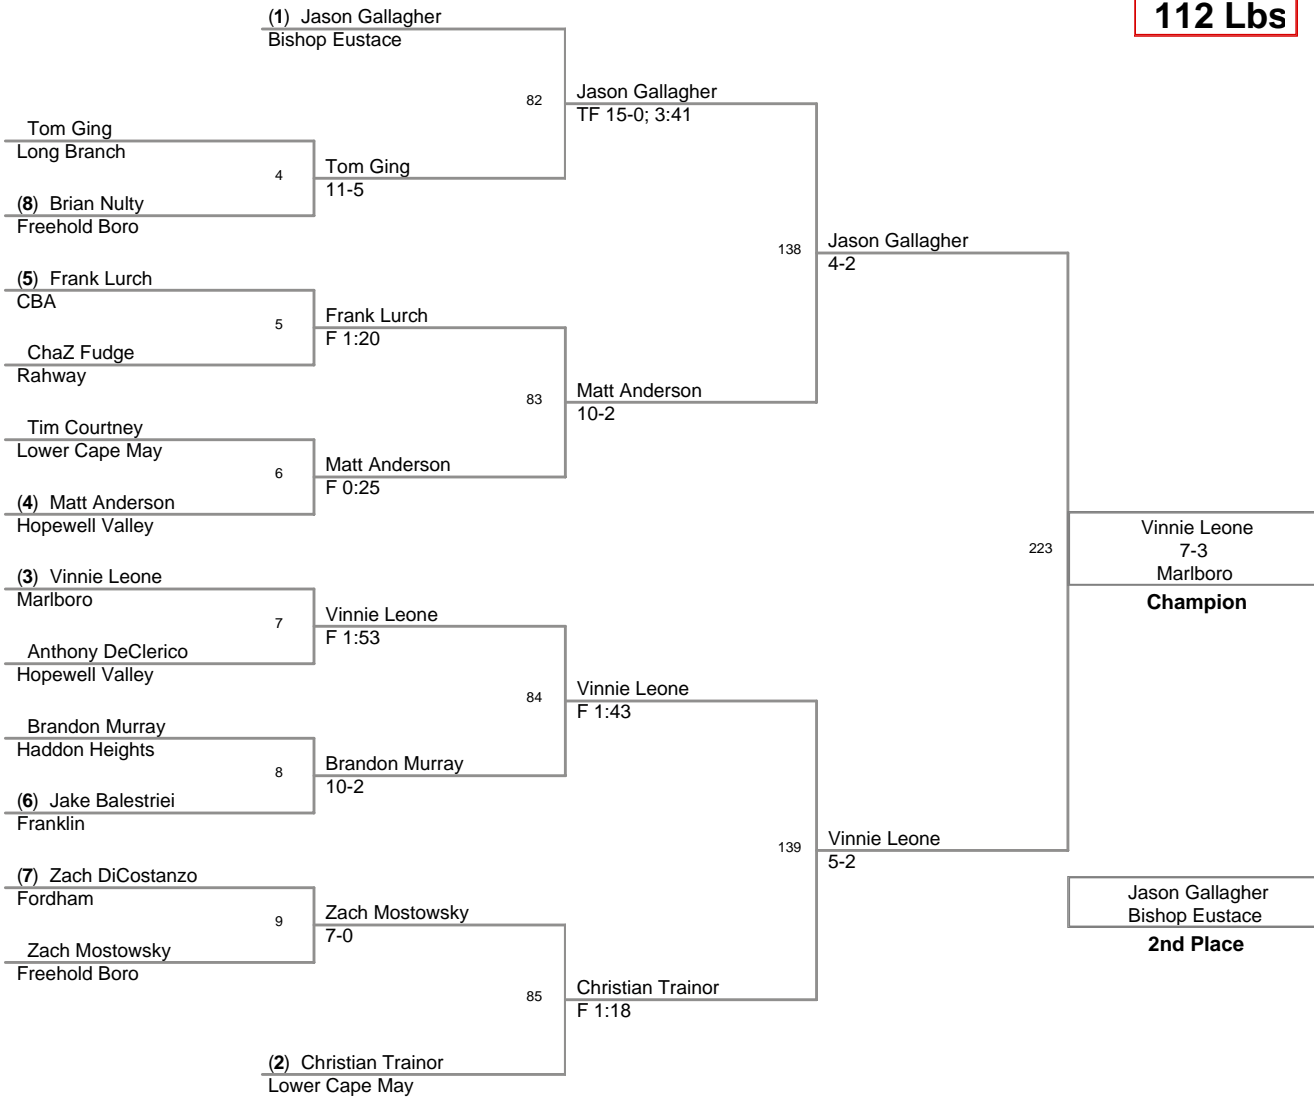 112 Lbs
(1) Jason Gallagher
Bishop Eustace
82
Jason Gallagher
TF 15-0; 3:41
Tom Ging
Long Branch
4
Tom Ging
11-5
(8) Brian Nulty
Freehold Boro
138
Jason Gallagher
4-2
(5) Frank Lurch
CBA
5
Frank Lurch
F 1:20
ChaZ Fudge
Rahway
83
Matt Anderson
10-2
Tim Courtney
Lower Cape May
6
Matt Anderson
F 0:25
(4) Matt Anderson
Hopewell Valley
223
Vinnie Leone
7-3
Marlboro
Champion
(3) Vinnie Leone
Marlboro
7
Vinnie Leone
F 1:53
Anthony DeClerico
Hopewell Valley
84
Vinnie Leone
F 1:43
Brandon Murray
Haddon Heights
8
Brandon Murray
10-2
(6) Jake Balestriei
Franklin
139
Vinnie Leone
5-2
(7) Zach DiCostanzo
Fordham
9
Zach Mostowsky
7-0
Zach Mostowsky
Freehold Boro
Jason Gallagher
Bishop Eustace
2nd Place
85
Christian Trainor
F 1:18
(2) Christian Trainor
Lower Cape May